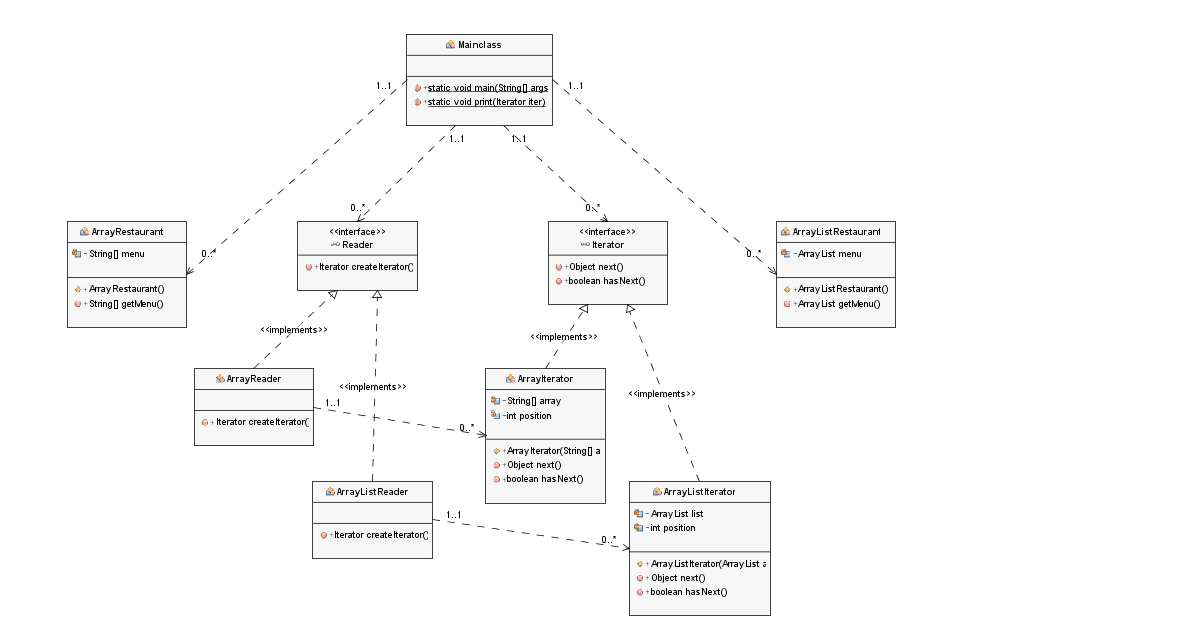 Mainclass
+static void main(String[] args
+static void print(Iterator iter)
1..1
1..1
1..1
1..1
0..*
0..*
0..*
0..*
ArrayRestaurant
-String[] menu
+ArrayRestaurant()
+String[] getMenu()
<<interface>>
Reader
+Iterator createIterator()
<<interface>>
Iterator
+Object next()
+boolean hasNext()
ArrayListRestaurant
-ArrayList menu
+ArrayListRestaurant()
+ArrayList getMenu()
<<implements>>
<<implements>>
<<implements>>
<<implements>>
ArrayReader
+Iterator createIterator(
1..1
0..*
ArrayIterator
-String[] array
-int position
+ArrayIterator(String[] a
+Object next()
+boolean hasNext()
ArrayListReader
+Iterator createIterator()
1..1
0..*
ArrayListIterator
-ArrayList list
-int position
+ArrayListIterator(ArrayList a
+Object next()
+boolean hasNext()